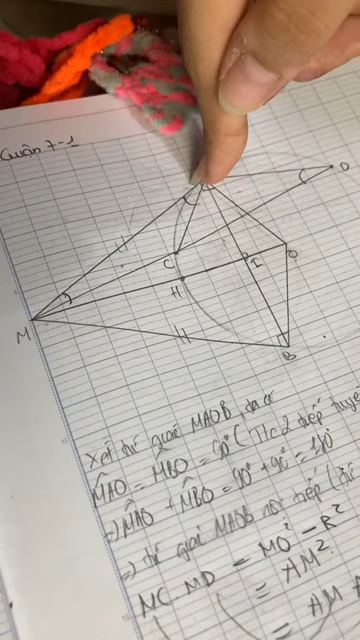 Quận 7-1
D
C
I
O
H
M
B
Xét tứ giác MAOB ta có
MAO = MBO = 90° ( t/c 2 tiếp tuyến
=) MAO + MBO = 90° + 90° = 180°
=) tứ giác MAOB nội tiếp (
MC. MD = MO² - R²
= AM²
= AM